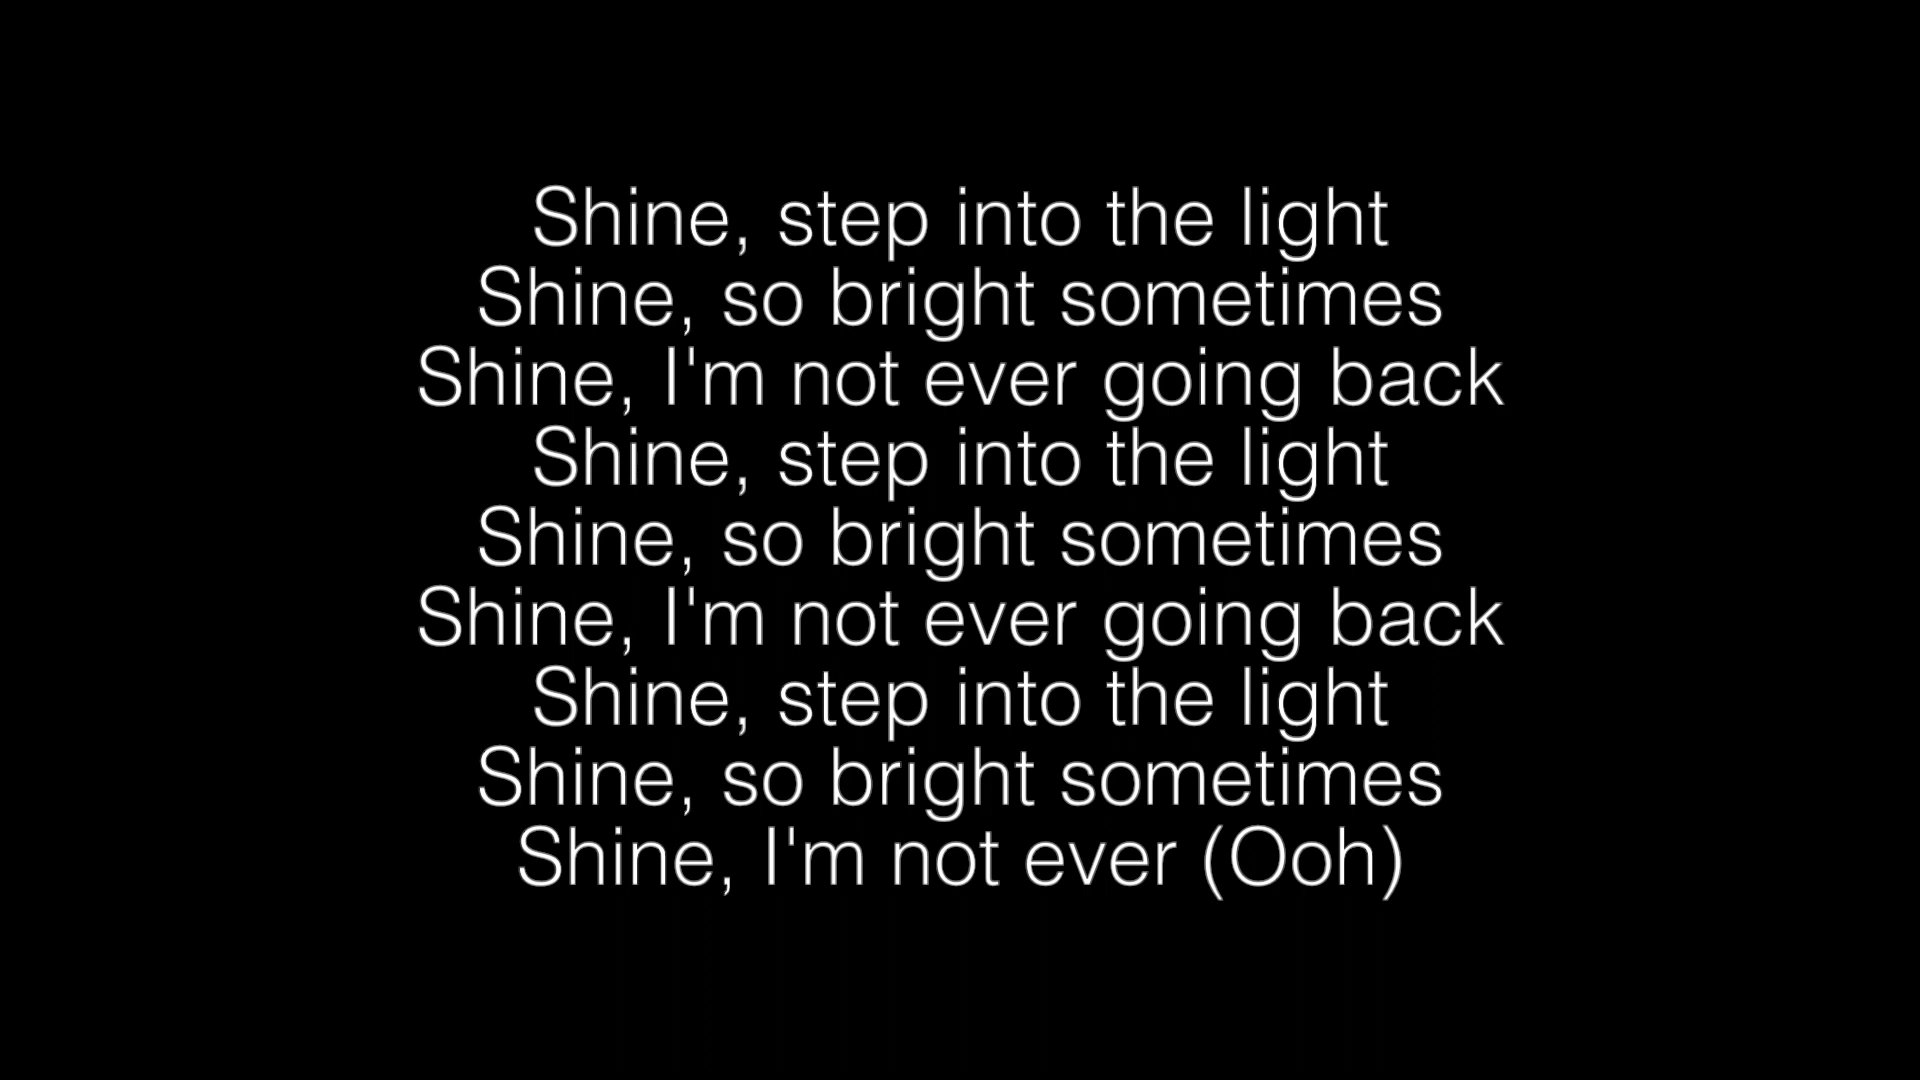 Shine, step into the light
Shine, so bright sometimes
Shine, I'm not ever going back
Shine, step into the light
Shine, so bright sometimes
Shine, I'm not ever going back
Shine, step into the light
Shine, so bright sometimes
Shine, I'm not ever (Ooh)